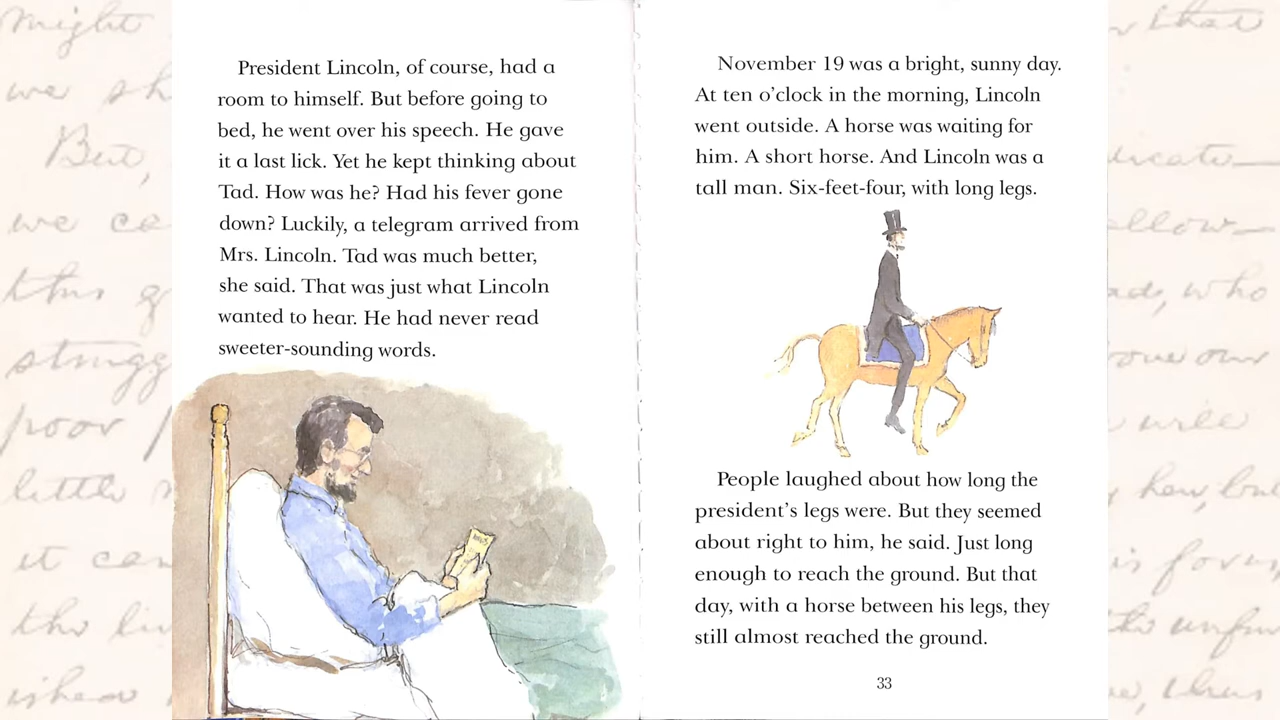 President Lincoln, of course, had a
room to himself. But before going to
bed, he went over his speech. He gave
it a last lick. Yet he kept thinking about
Tad. How was he? Had his fever gone
down? Luckily, a telegram arrived from
Mrs. Lincoln. Tad was much better,
she said. That was just what Lincoln
wanted to hear. He had never read
sweeter-sounding words.
November 19 was a bright, sunny day.
At ten o'clock in the morning, Lincoln
went outside. A horse was waiting for
him. A short horse. And Lincoln was a
tall man. Six-feet-four, with long legs.
People laughed about how long the
president's legs were. But they seemed
about right to him, he said. Just long
enough to reach the ground. But that
day, with a horse between his legs, they
still almost reached the ground.
33
might
But,
that